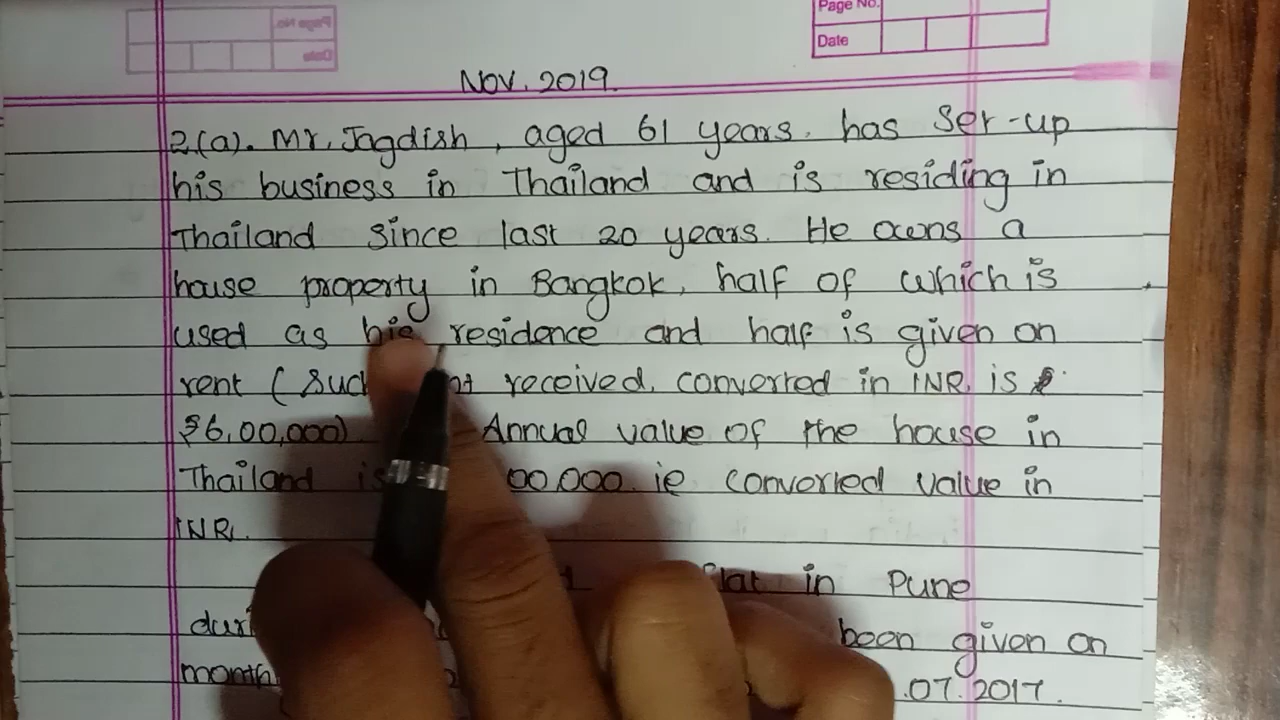 Page No.
Date
NOV. 2019.
2.(a). Mr. Jagdish, aged 61 years. has ser-up
his business in Thailand and is residing in
Thailand since last 20 years. He owns a
house property in Bangkok, half of which is
used as his residence and half is given on
rent ( received, converted in INR is
₹6,00,000) Annual value of the house in
Thailand is 00,000 ie converted value in
INR.
flat in Pune
been given on
07.2017.